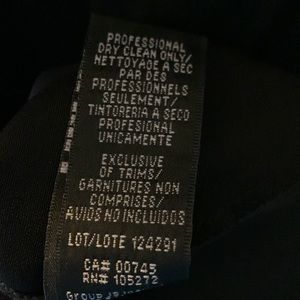 PROFESSIONAL
DRY CLEAN ONLY/
NETTOYAGE A SEC
PAR DES
PROFESSIONNELS
SEULEMENT/
TINTORERIA A SECO
PROFESIONAL
UNICAMENTE
EXCLUSIVE
OF TRIMS/
GARNITURES NON
COMPRISES/
AVIOS NO INCLUIDOS
LOT/LOTE 124291
CA# 00745
RN# 105272